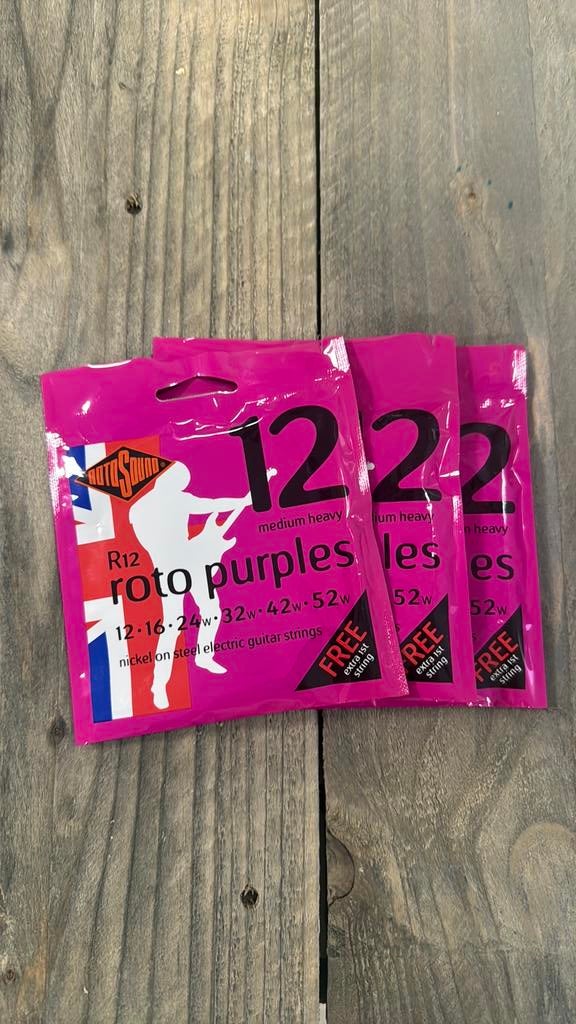 ROTOSOUND
12
medium heavy
R12
roto purples
12·16·24w·32w·42w·52w
nickel on steel electric guitar strings
FREE
extra 1st
string
2
ium heavy
les
52w
FREE
extra 1st
string
2
heavy
es
52w
FREE
extra 1st
string